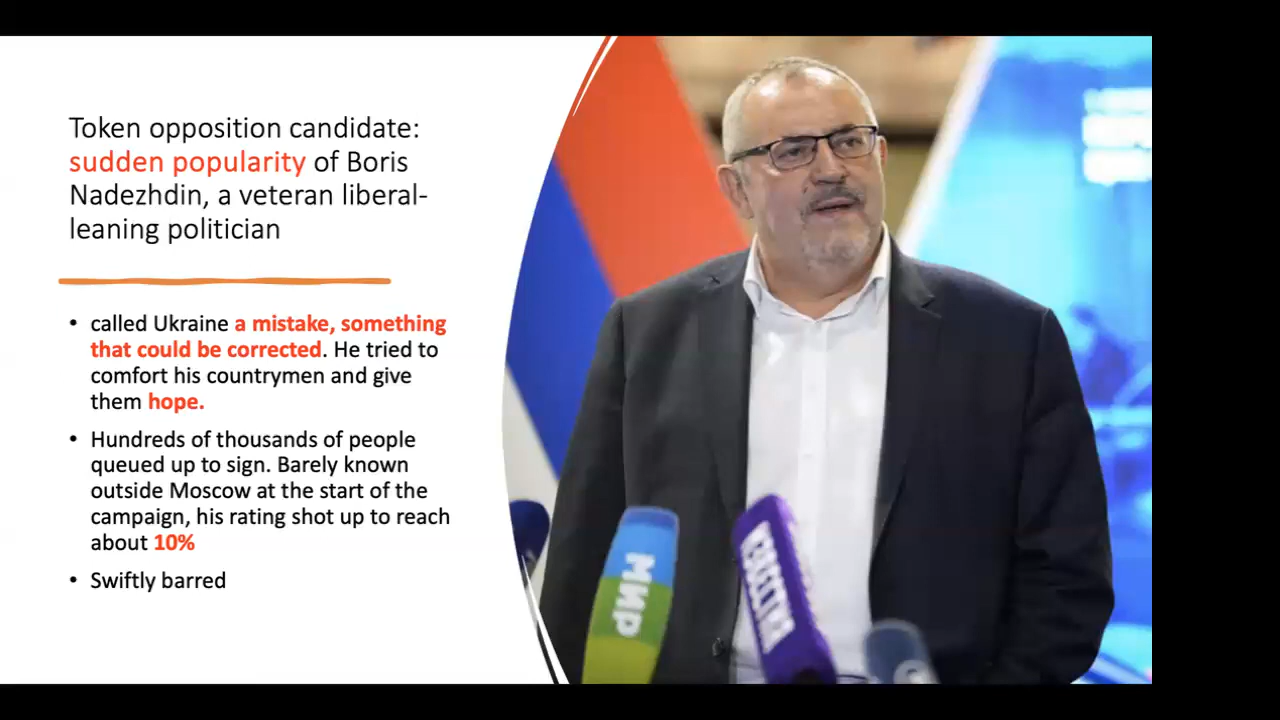 Token opposition candidate:
sudden popularity of Boris
Nadezhdin, a veteran liberal-
leaning politician
• called Ukraine a mistake, something
that could be corrected. He tried to
comfort his countrymen and give
them hope.
• Hundreds of thousands of people
queued up to sign. Barely known
outside Moscow at the start of the
campaign, his rating shot up to reach
about 10%
• Swiftly barred
МИР
ИЗВЕСТИЯ